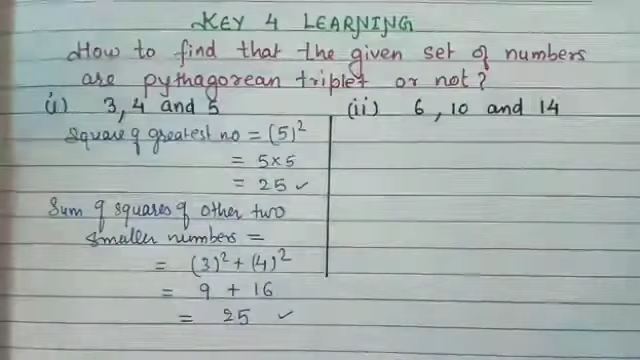 KEY 4 LEARNING
How to find that the given set of numbers
are pythagorean triplet or not?
(i) 3, 4 and 5 (ii) 6, 10 and 14
Square of greatest no = (5)²
= 5×5
= 25 ✓
Sum of squares of other two
smaller numbers =
= (3)² + (4)²
= 9 + 16
= 25 ✓